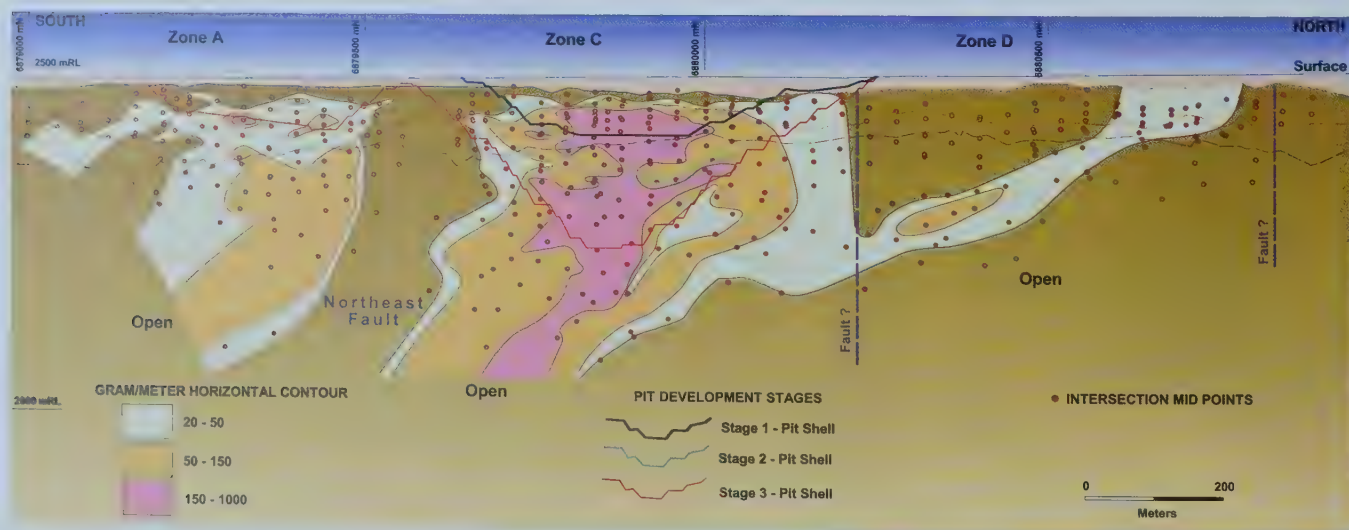 SOUTH
NORTH
Zone A
Zone C
Zone D
6879000 mN
6879500 mN
6880000 mN
6880500 mN
2500 mRL
Surface
Northeast
Fault
Open
Open
Open
Fault ?
Fault ?
2000 mRL
GRAM/METER HORIZONTAL CONTOUR
20 - 50
50 - 150
150 - 1000
PIT DEVELOPMENT STAGES
Stage 1 - Pit Shell
Stage 2 - Pit Shell
Stage 3 - Pit Shell
INTERSECTION MID POINTS
0 200
Meters